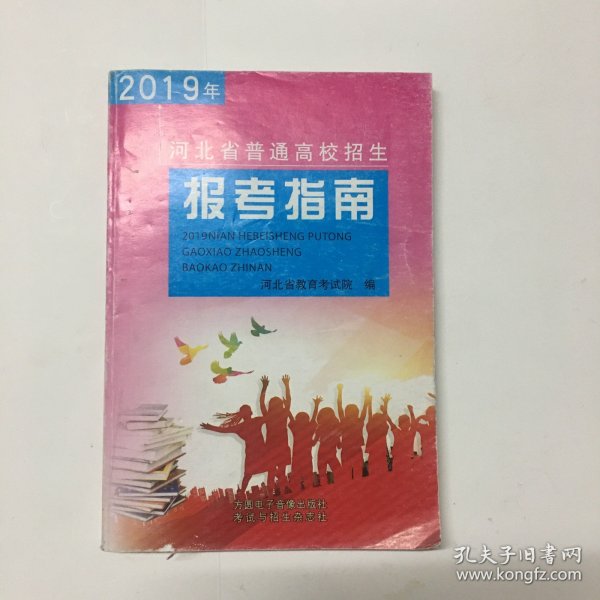 2019年
河北省普通高校招生
报考指南
2019NIAN HEBEISHENG PUTONG
GAOXIAO ZHAOSHENG
BAOKAO ZHINAN
河北省教育考试院 编
方圆电子音像出版社
考试与招生杂志社
孔夫子旧书网
www.kongfz.com